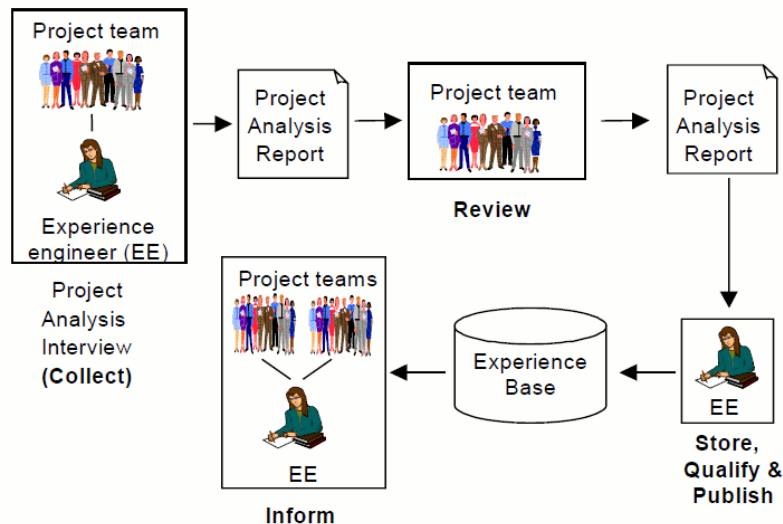 Project team
Experience
engineer (EE)
Project
Analysis
Interview
(Collect)
Project
Analysis
Report
Project team
Review
Project
Analysis
Report
EE
Store,
Qualify &
Publish
Experience
Base
Project teams
EE
Inform